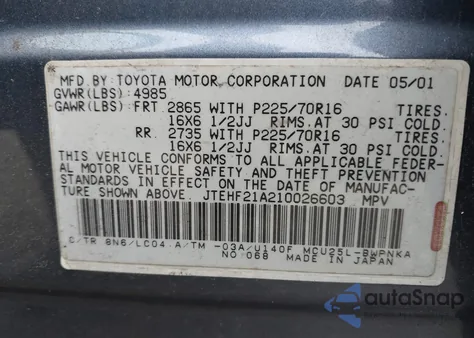 MFD BY: TOYOTA MOTOR CORPORATION DATE 05/01
GVWR(LBS):4985
GAWR(LBS): FRT. 2865 WITH P225/70R16 TIRES.
16X6 1/2JJ RIMS.AT 30 PSI COLD.
RR. 2735 WITH P225/70R16 TIRES.
16X6 1/2JJ RIMS.AT 30 PSI COLD.
THIS VEHICLE CONFORMS TO ALL APPLICABLE FEDER-
AL MOTOR VEHICLE SAFETY AND BUMPER
STANDARDS IN EFFECT ON THE DATE OF MANUFAC-
TURE SHOWN ABOVE. JTEHF21A210026603 MPV
C/TR 8N6/LC04 A/TM -03A/U140F MCU25L-BWPNKA
NO.068 MADE IN JAPAN
autoSnap